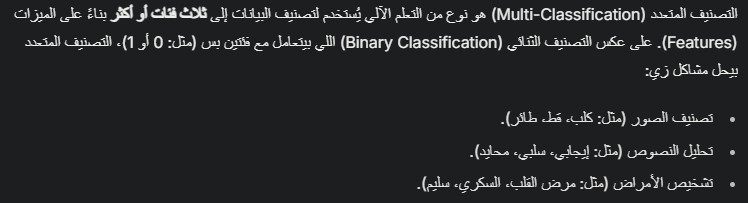 التصنيف المتعدد (Multi-Classification) هو نوع من التعلم الآلي يُستخدم لتصنيف البيانات إلى ثلاث فئات أو أكثر بناءً على الميزات
(Features). على عكس التصنيف الثنائي (Binary Classification) اللي بيتعامل مع فئتين بس (مثل: 0 أو 1)، التصنيف المتعدد
بيحل مشاكل زي:
• تصنيف الصور (مثل: كلب، قط، طائر).
• تحليل النصوص (مثل: إيجابي، سلبي، محايد).
• تشخيص الأمراض (مثل: مرض القلب، السكري، سليم).